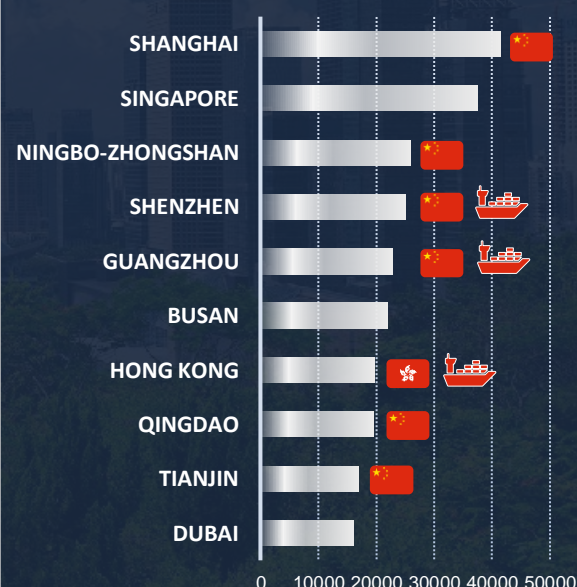 SHANGHAI
SINGAPORE
NINGBO-ZHONGSHAN
SHENZHEN
GUANGZHOU
BUSAN
HONG KONG
QINGDAO
TIANJIN
DUBAI
0 10000 20000 30000 40000 50000